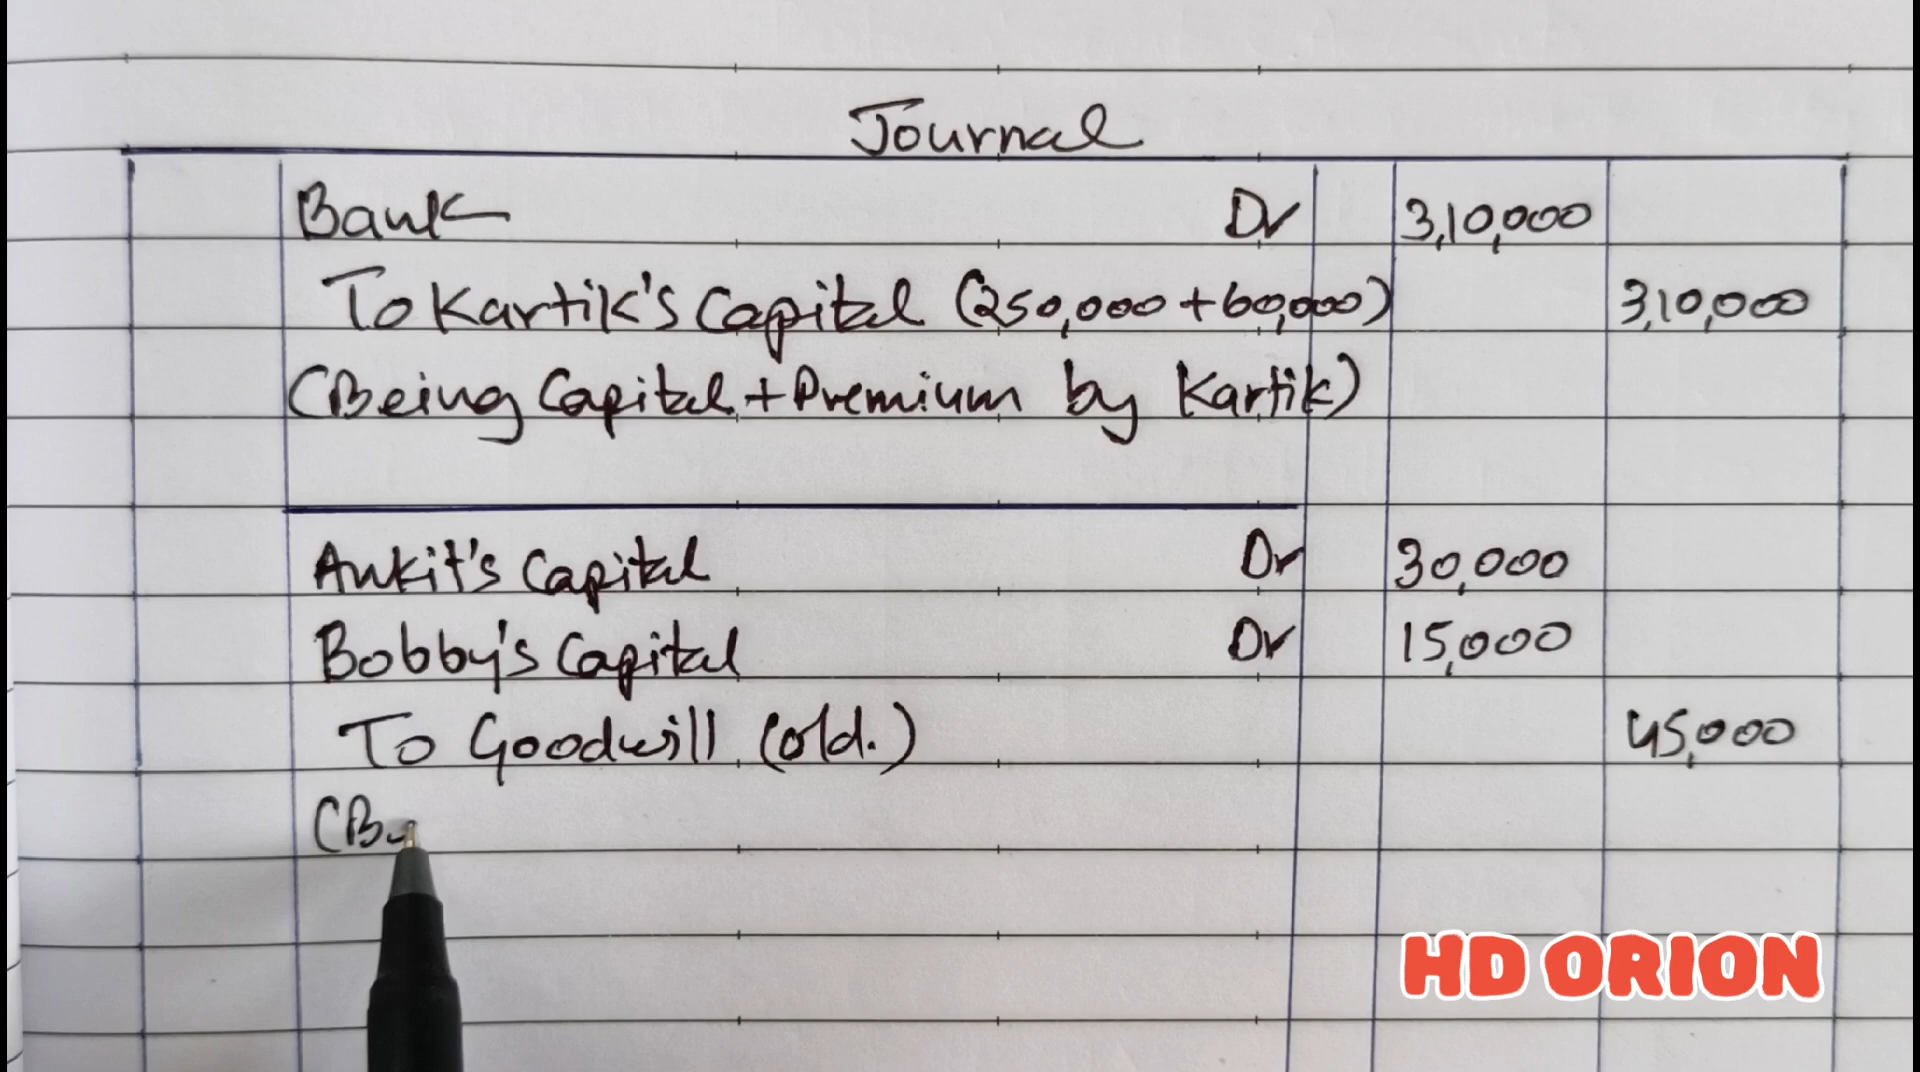 Journal
Bank Dr 3,10,000
To Kartik's Capital (250,000+60,000) 3,10,000
(Being Capital+Premium by Kartik)
Ankit's Capital Dr 30,000
Bobby's Capital Dr 15,000
To Goodwill (old.) 45,000
(Be
HD ORION